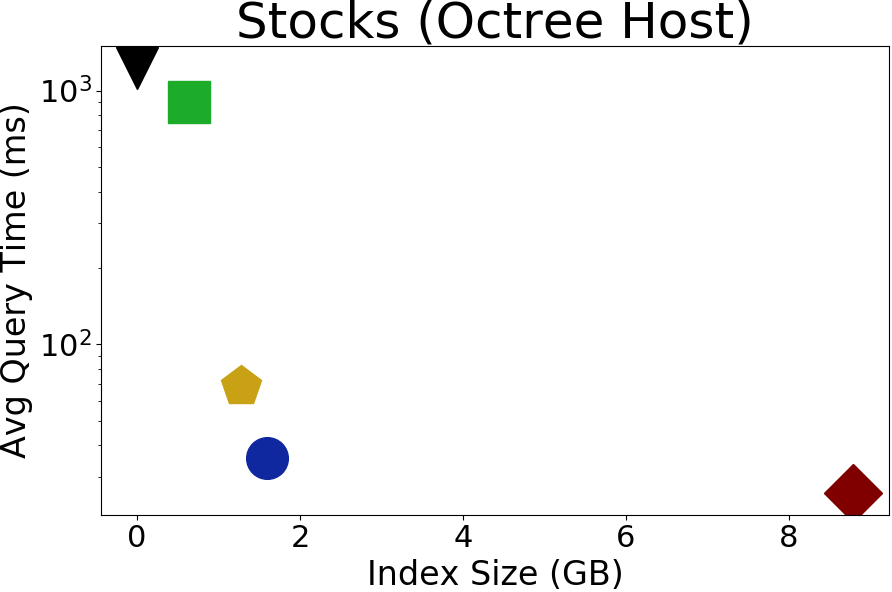 Stocks (Octree Host)
Avg Query Time (ms)
10³
10²
0 2 4 6 8
Index Size (GB)